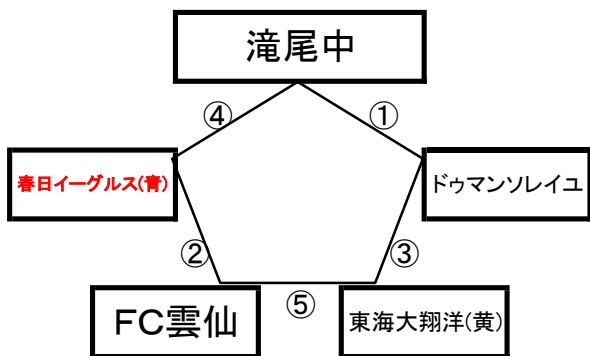 滝尾中
④
①
春日イーグルス(青)
ドゥマンソレイユ
②
③
FC雲仙
⑤
東海大翔洋(黄)